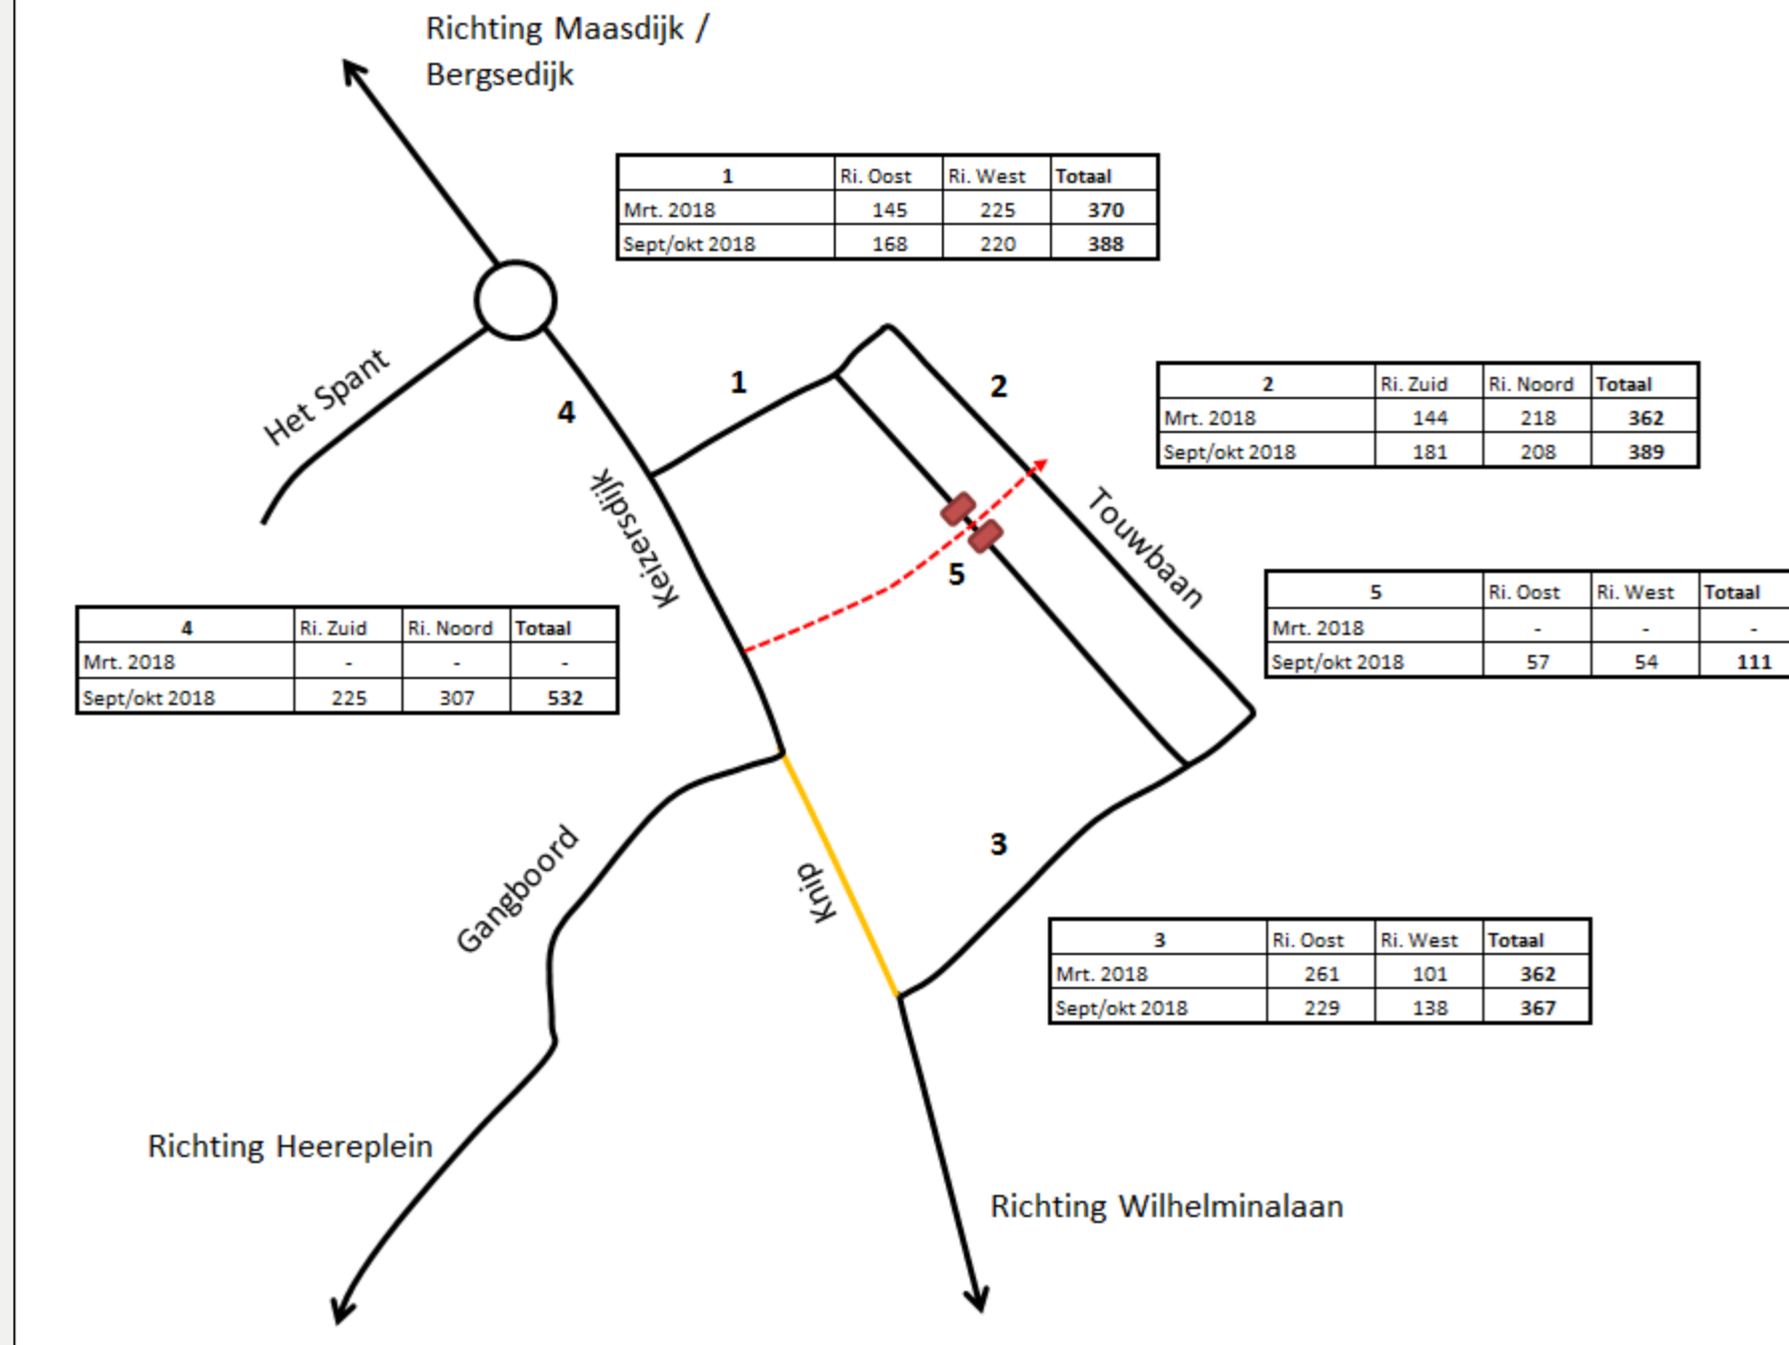 Richting Maasdijk /
Bergsedijk
1 Ri. Oost Ri. West Totaal
Mrt. 2018 145 225 370
Sept/okt 2018 168 220 388
Het Spant
4
1
2
2 Ri. Zuid Ri. Noord Totaal
Mrt. 2018 144 218 362
Sept/okt 2018 181 208 389
Keizersdijk
Touwbaan
5
5 Ri. Oost Ri. West Totaal
Mrt. 2018 - - -
Sept/okt 2018 57 54 111
4 Ri. Zuid Ri. Noord Totaal
Mrt. 2018 - - -
Sept/okt 2018 225 307 532
Gangboord
Knip
3
3 Ri. Oost Ri. West Totaal
Mrt. 2018 261 101 362
Sept/okt 2018 229 138 367
Richting Heereplein
Richting Wilhelminalaan